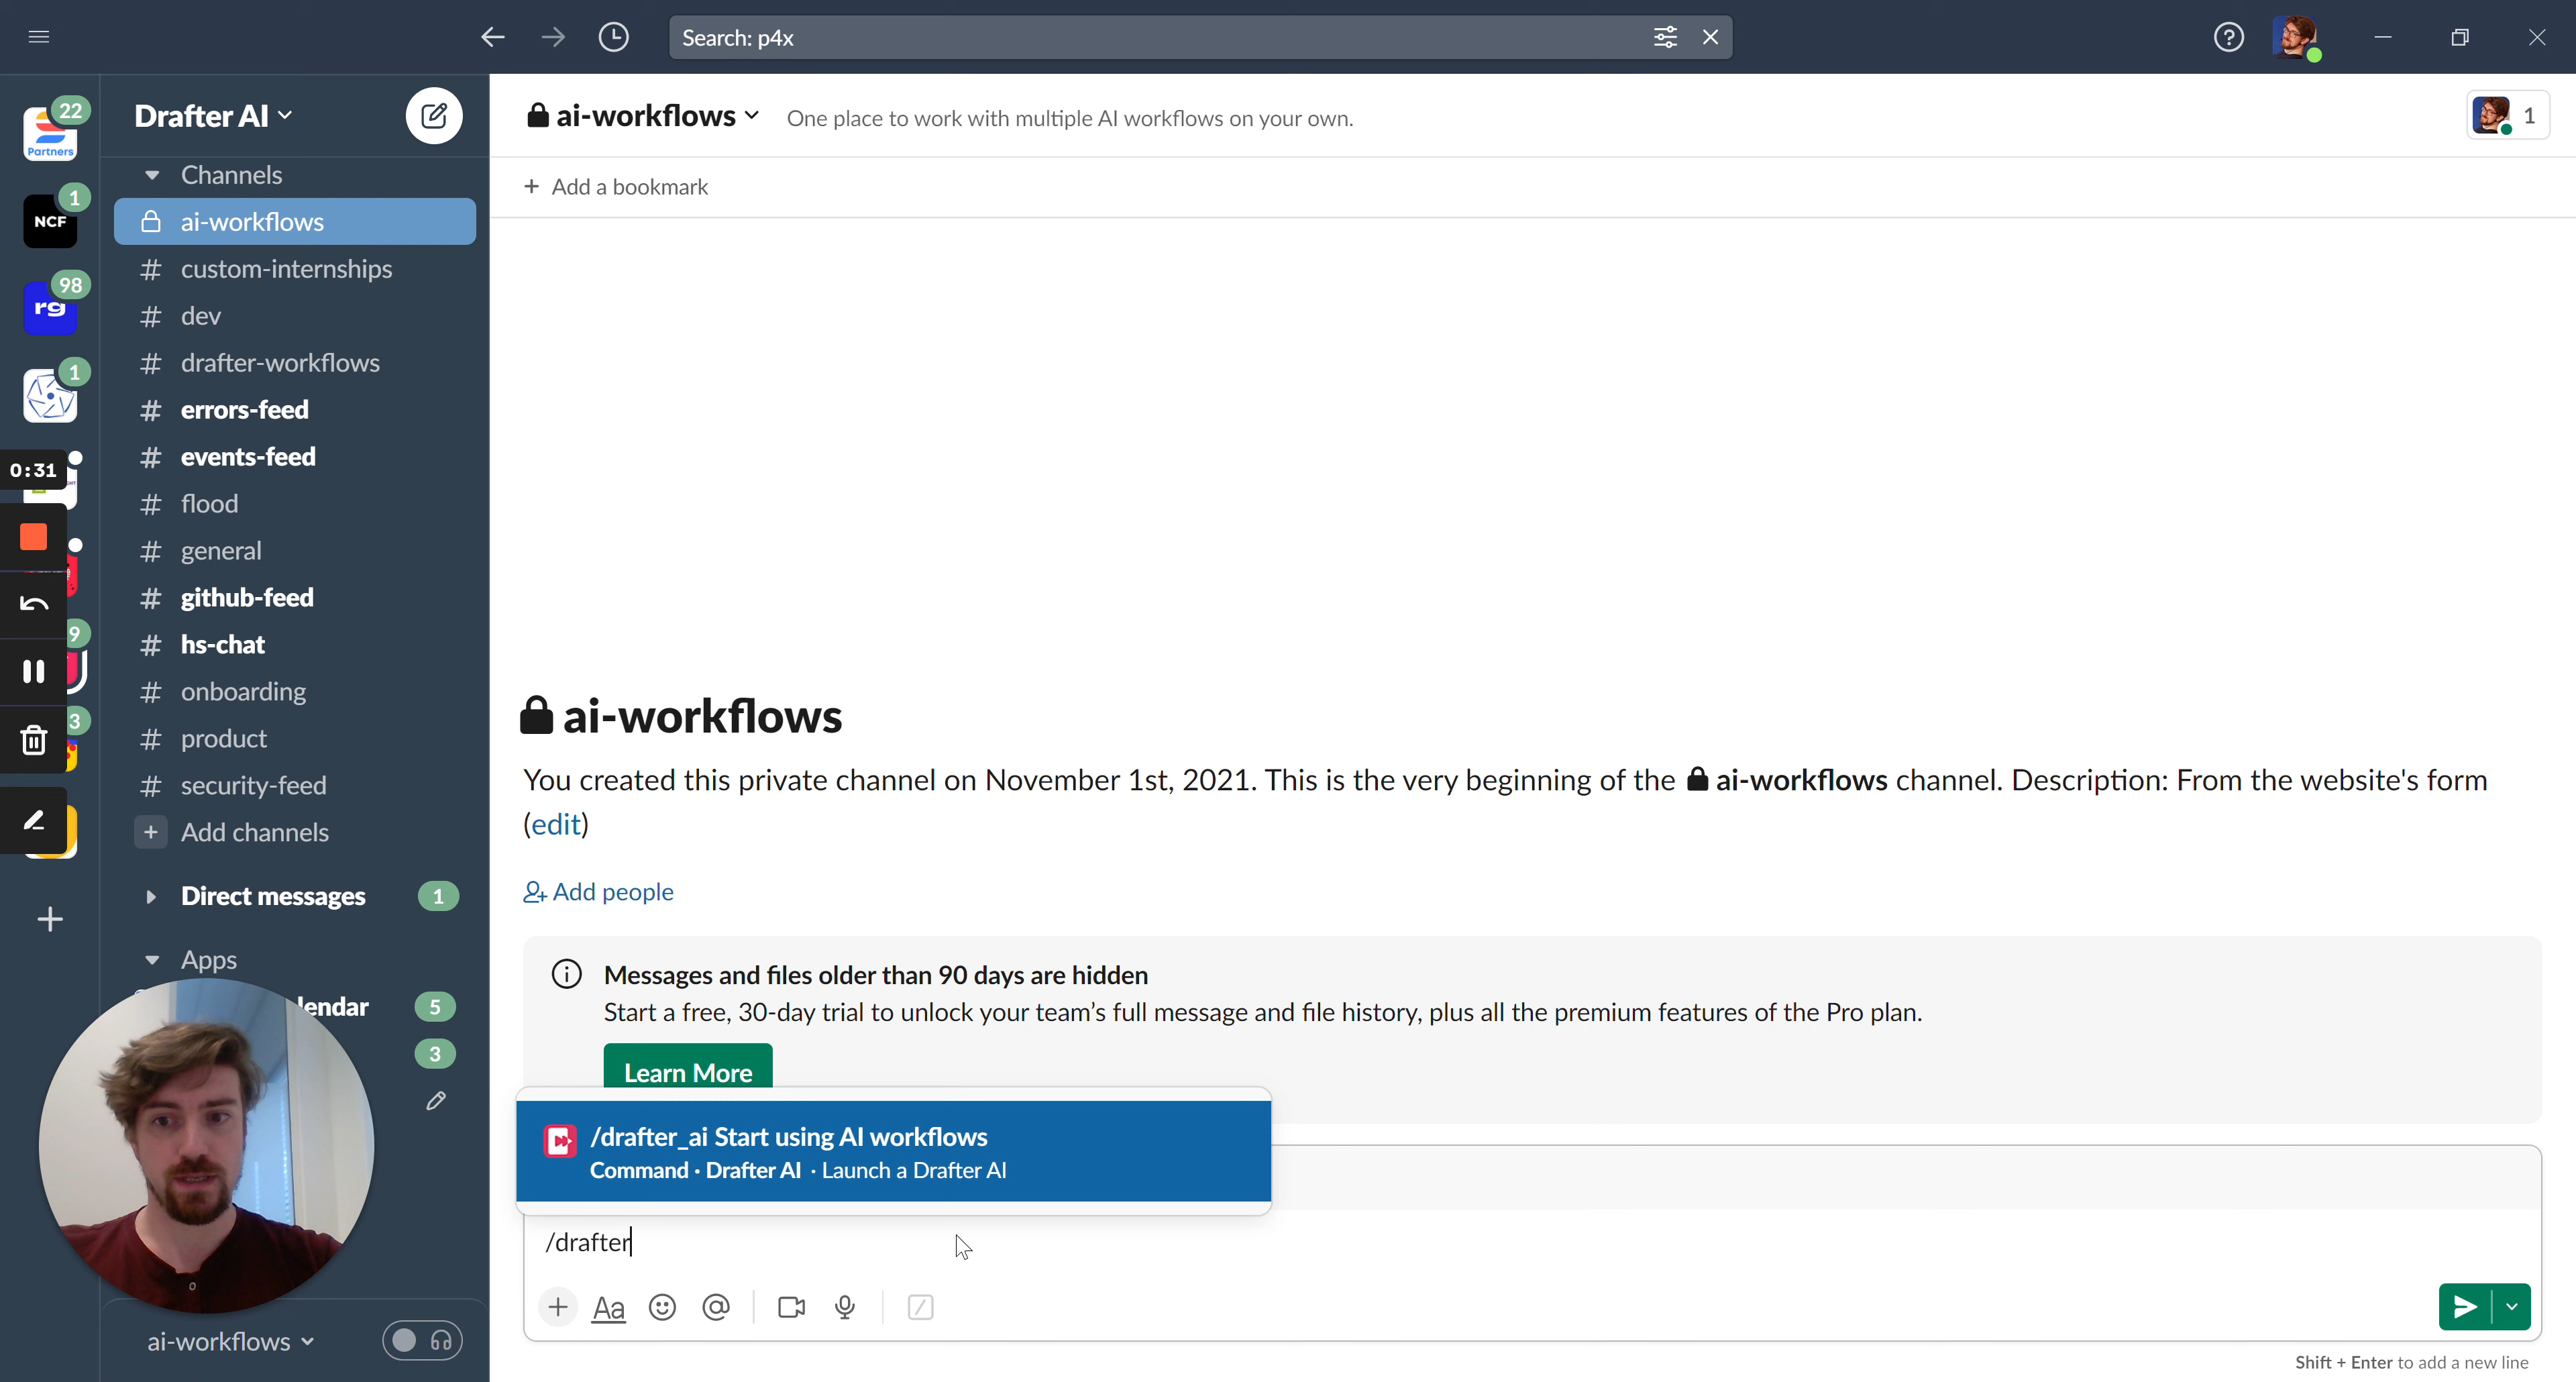 Search: p4x
22
Partners
1
NCF
98
rg
1
0:31
9
3
Drafter AI
Channels
ai-workflows
# custom-internships
# dev
# drafter-workflows
# errors-feed
# events-feed
# flood
# general
# github-feed
# hs-chat
# onboarding
# product
# security-feed
+ Add channels
Direct messages 1
Apps
lendar 5
3
ai-workflows
ai-workflows One place to work with multiple AI workflows on your own.
1
+ Add a bookmark
ai-workflows
You created this private channel on November 1st, 2021. This is the very beginning of the ai-workflows channel. Description: From the website's form
(edit)
Add people
Messages and files older than 90 days are hidden
Start a free, 30-day trial to unlock your team's full message and file history, plus all the premium features of the Pro plan.
Learn More
/drafter_ai Start using AI workflows
Command · Drafter AI · Launch a Drafter AI
/drafter
Aa
Shift + Enter to add a new line